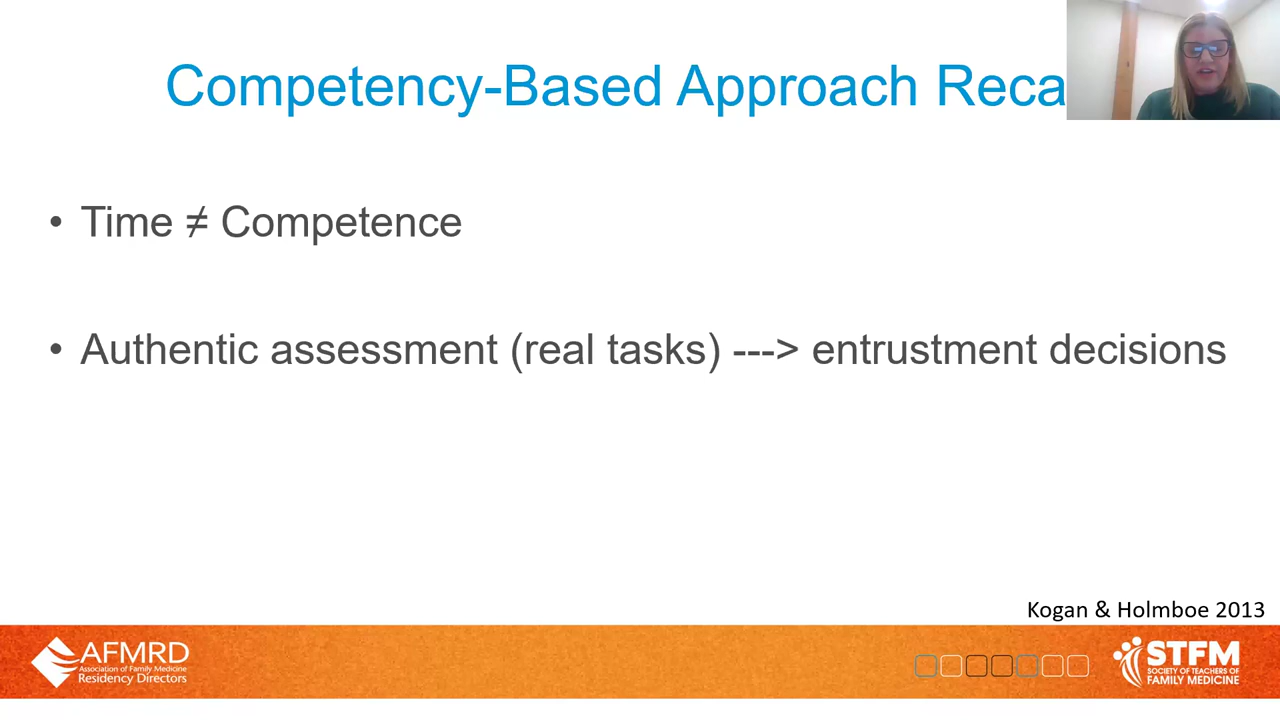 Competency-Based Approach Reca
• Time ≠ Competence
• Authentic assessment (real tasks) ---> entrustment decisions
Kogan & Holmboe 2013
AFMRD
Association of Family Medicine
Residency Directors
STFM
SOCIETY OF TEACHERS OF
FAMILY MEDICINE